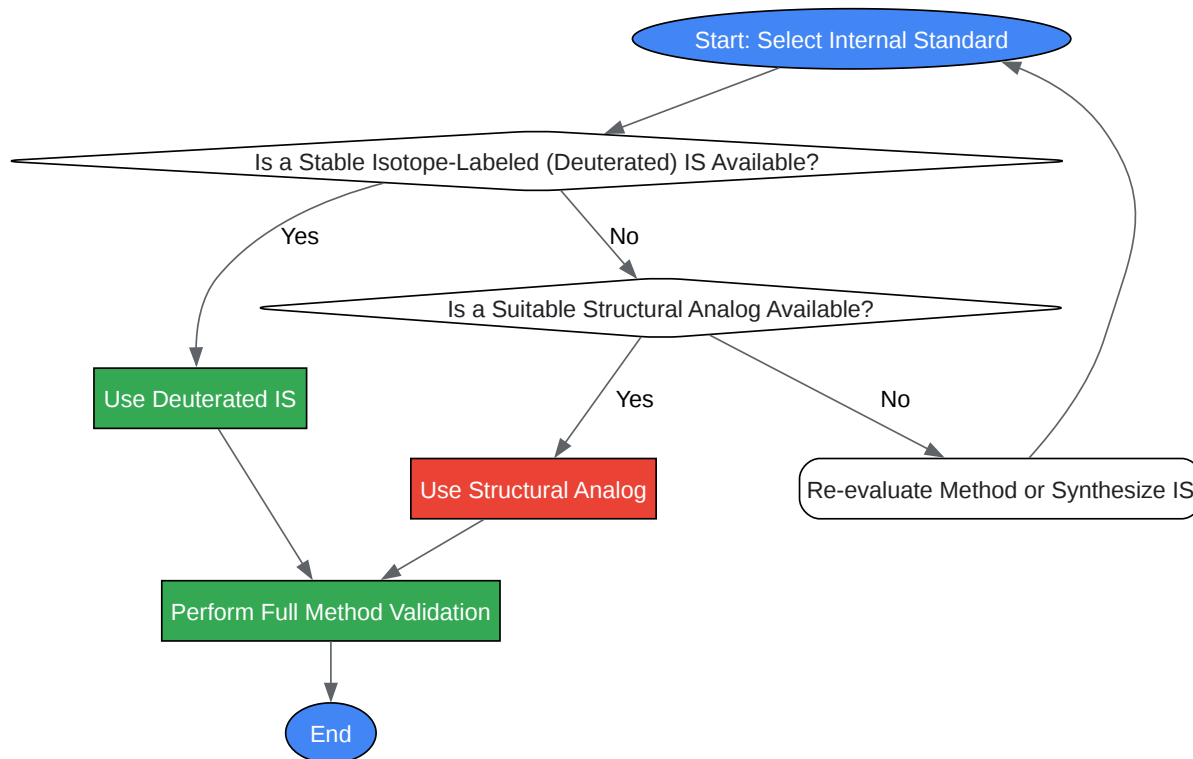 Start: Select Internal Standard
Is a Stable Isotope-Labeled (Deuterated) IS Available?
Yes
No
Is a Suitable Structural Analog Available?
Use Deuterated IS
Yes
No
Use Structural Analog
Re-evaluate Method or Synthesize IS
Perform Full Method Validation
End